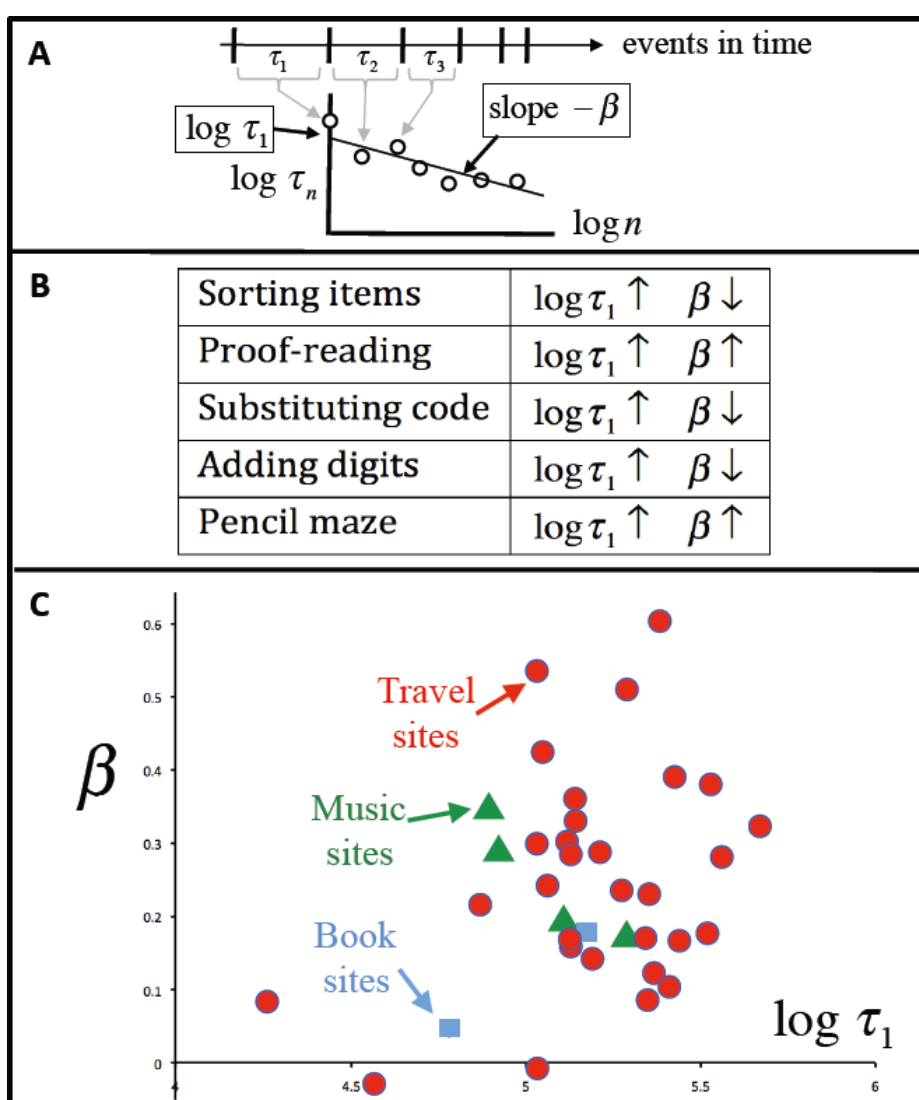 A
events in time
τ₁ τ₂ τ₃
log τ₁
slope −β
log τₙ
log n
B
Sorting items log τ₁ ↑ β ↓
Proof-reading log τ₁ ↑ β ↑
Substituting code log τ₁ ↑ β ↓
Adding digits log τ₁ ↑ β ↓
Pencil maze log τ₁ ↑ β ↑
C
0.6
0.5
0.4
0.3
0.2
0.1
0
β
Travel
sites
Music
sites
Book
sites
log τ₁
4 4.5 5 5.5 6